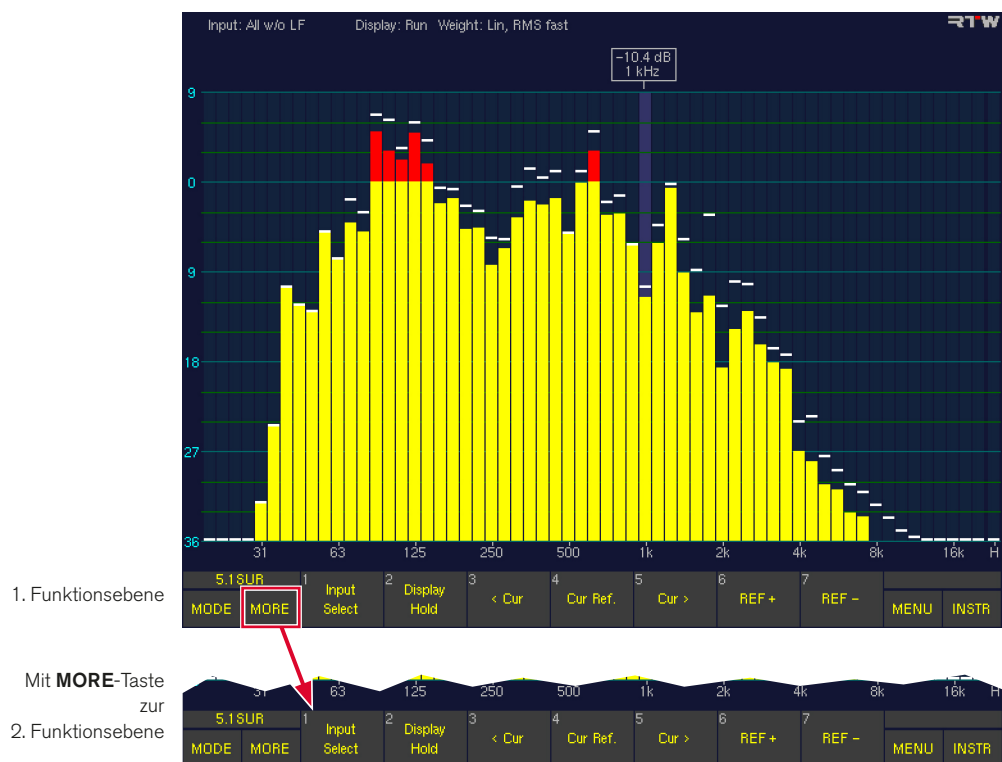 Input: All w/o LF Display: Run Weight: Lin, RMS fast RTW
−10.4 dB
1 kHz
9
0
9
18
27
36
31 63 125 250 500 1k 2k 4k 8k 16k H
1. Funktionsebene
5.1SUR
MODE MORE
1 Input Select
2 Display Hold
3 < Cur
4 Cur Ref.
5 Cur >
6 REF +
7 REF −
MENU INSTR
Mit MORE-Taste
zur
2. Funktionsebene
31 63 125 250 500 1k 2k 4k 8k 16k H
5.1SUR
MODE MORE
1 Input Select
2 Display Hold
3 < Cur
4 Cur Ref.
5 Cur >
6 REF +
7 REF −
MENU INSTR